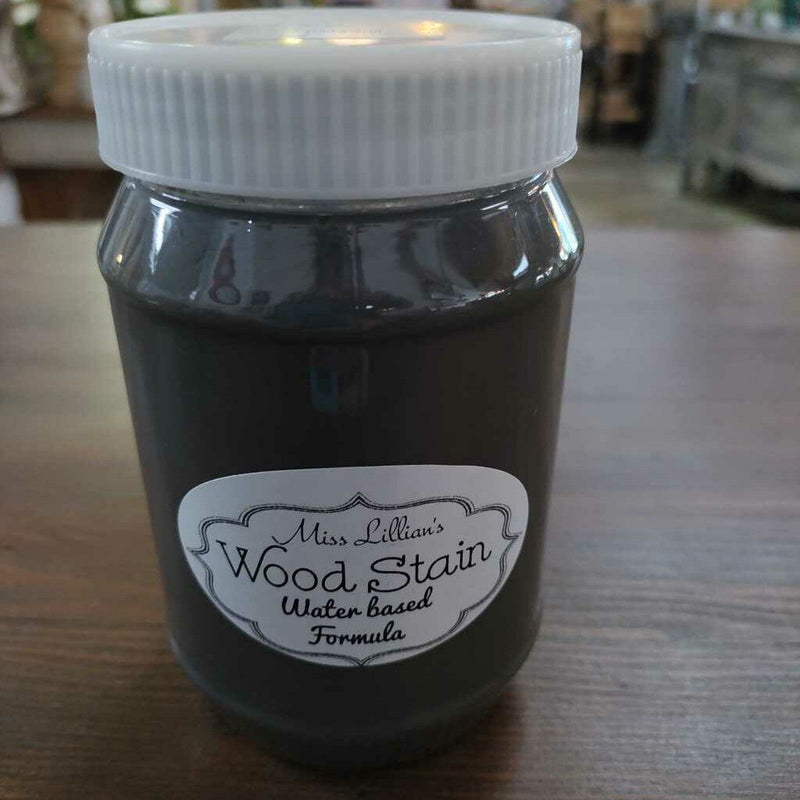 Miss Lillian's
Wood Stain
Water based
Formula